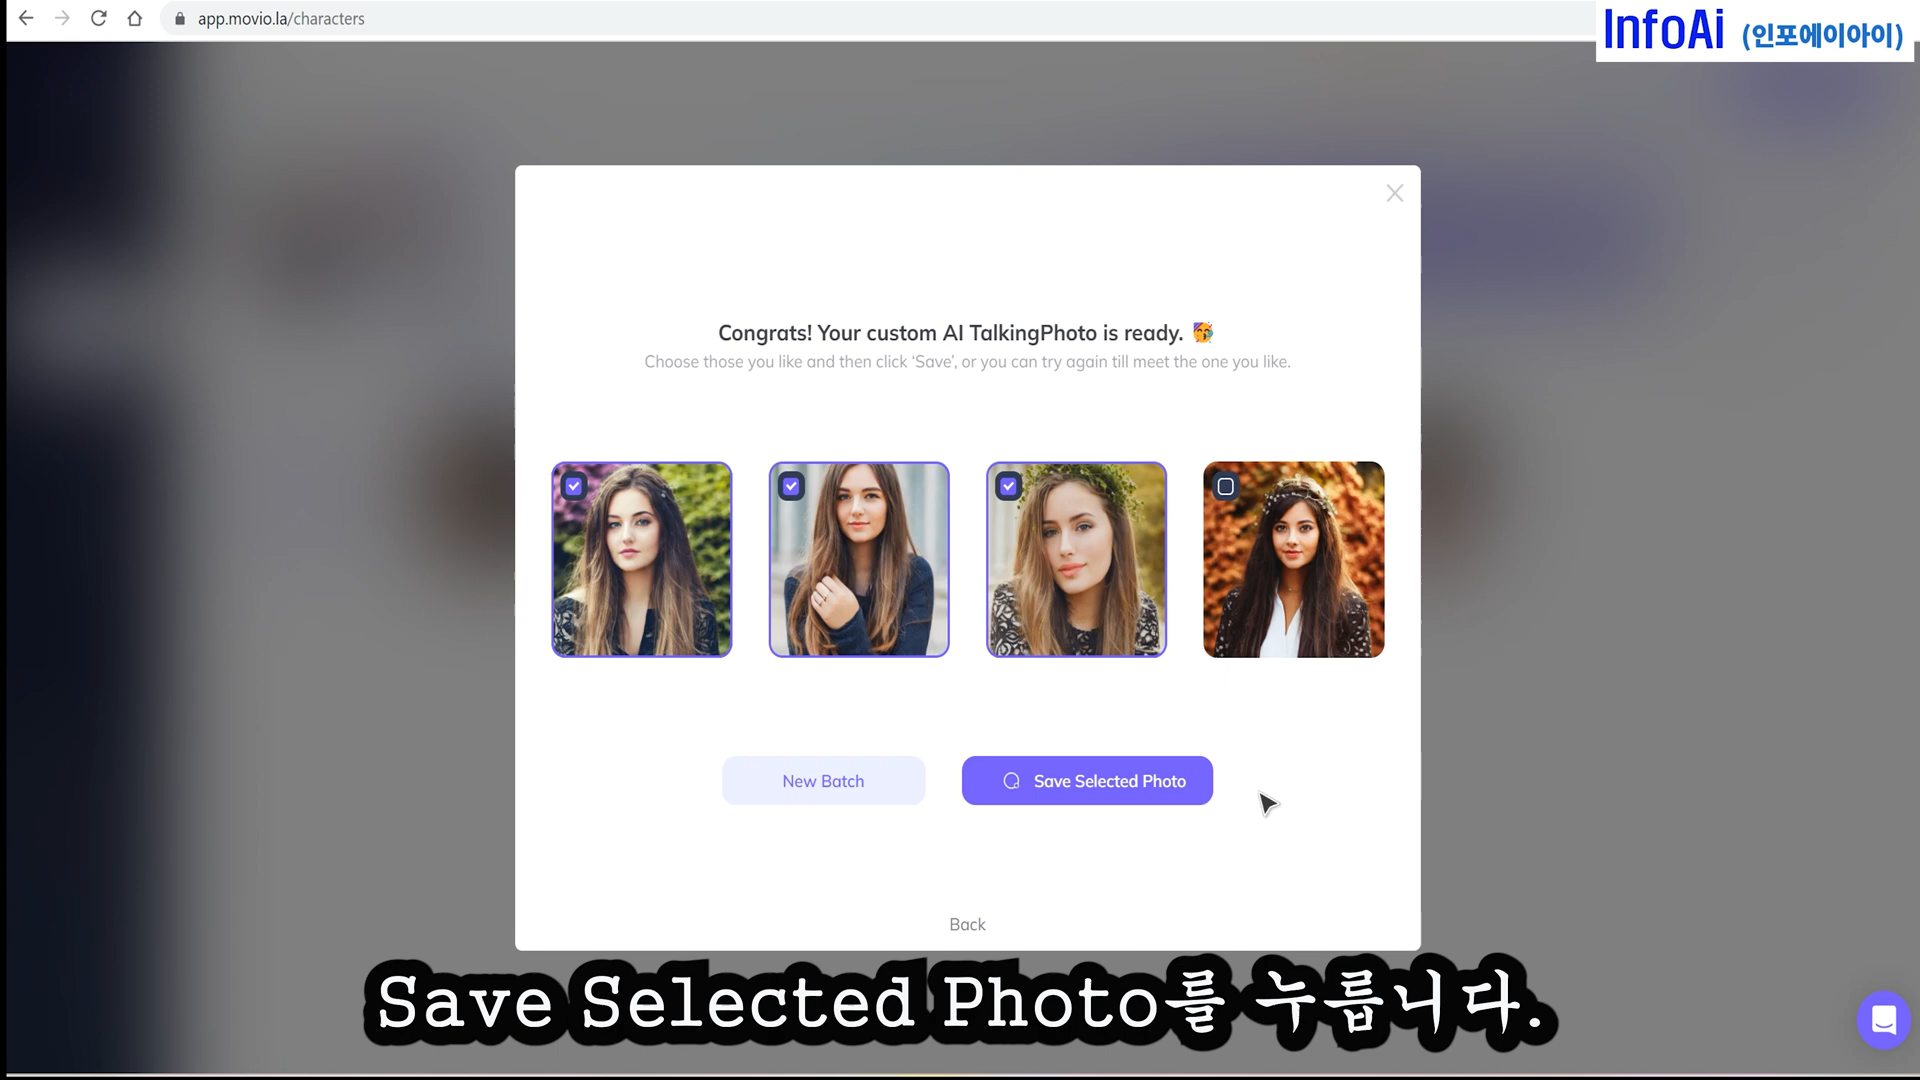 app.movio.la/characters
InfoAi (인포에이아이)
Congrats! Your custom AI TalkingPhoto is ready.
Choose those you like and then click ‘Save’, or you can try again till meet the one you like.
New Batch
Save Selected Photo
Back
Save Selected Photo를 누릅니다.